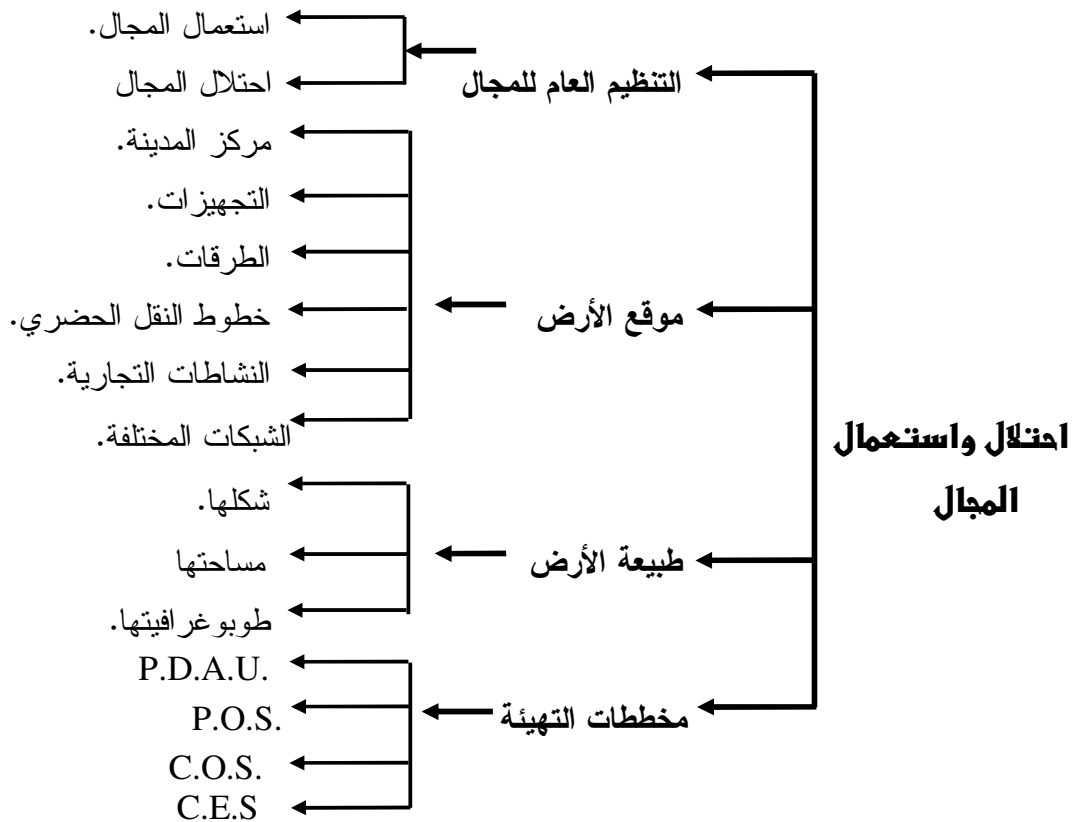 احتلال واستعمال
المجال
التنظيم العام للمجال
استعمال المجال.
احتلال المجال
موقع الأرض
مركز المدينة.
التجهيزات.
الطرقات.
خطوط النقل الحضري.
النشاطات التجارية.
الشبكات المختلفة.
طبيعة الأرض
شكلها.
مساحتها
طوبوغرافيتها.
مخططات التهيئة
P.D.A.U.
P.O.S.
C.O.S.
C.E.S